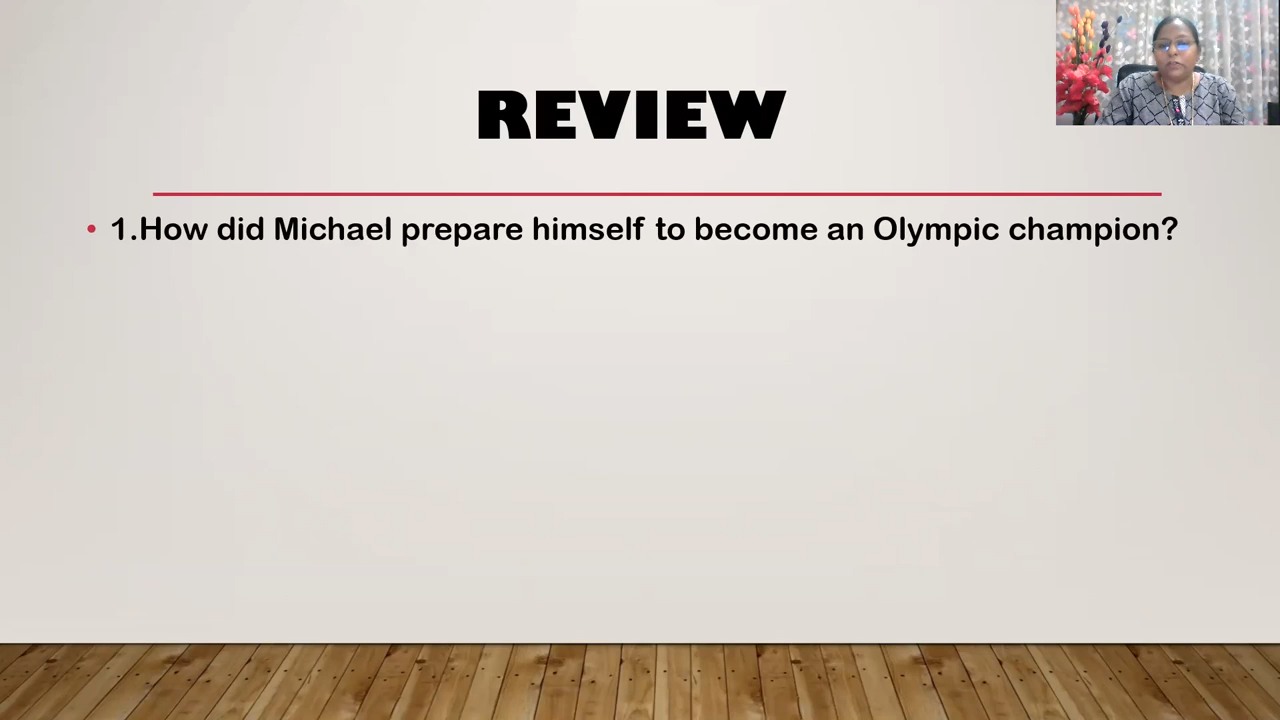 REVIEW
• 1.How did Michael prepare himself to become an Olympic champion?